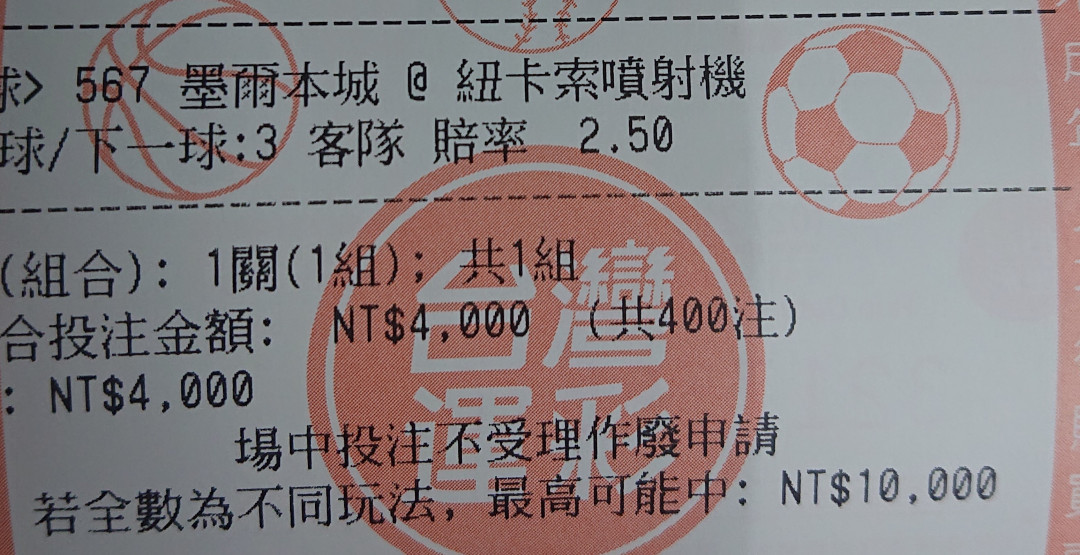 球> 567 墨爾本城 @ 紐卡索噴射機
球/下一球:3 客隊 賠率 2.50
(組合): 1關(1組); 共1組
合投注金額: NT$4,000 (共400注)
: NT$4,000
場中投注不受理作廢申請
若全數為不同玩法, 最高可能中: NT$10,000
台灣
運彩